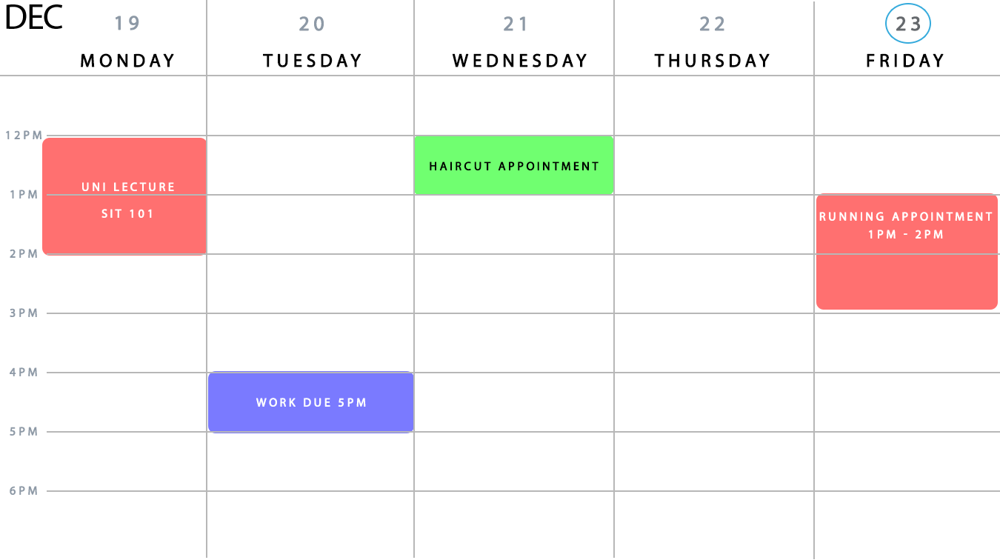 DEC
19 20 21 22 23
MONDAY TUESDAY WEDNESDAY THURSDAY FRIDAY
12PM
HAIRCUT APPOINTMENT
UNI LECTURE
1PM
SIT 101
RUNNING APPOINTMENT
1PM - 2PM
2PM
3PM
4PM
WORK DUE 5PM
5PM
6PM